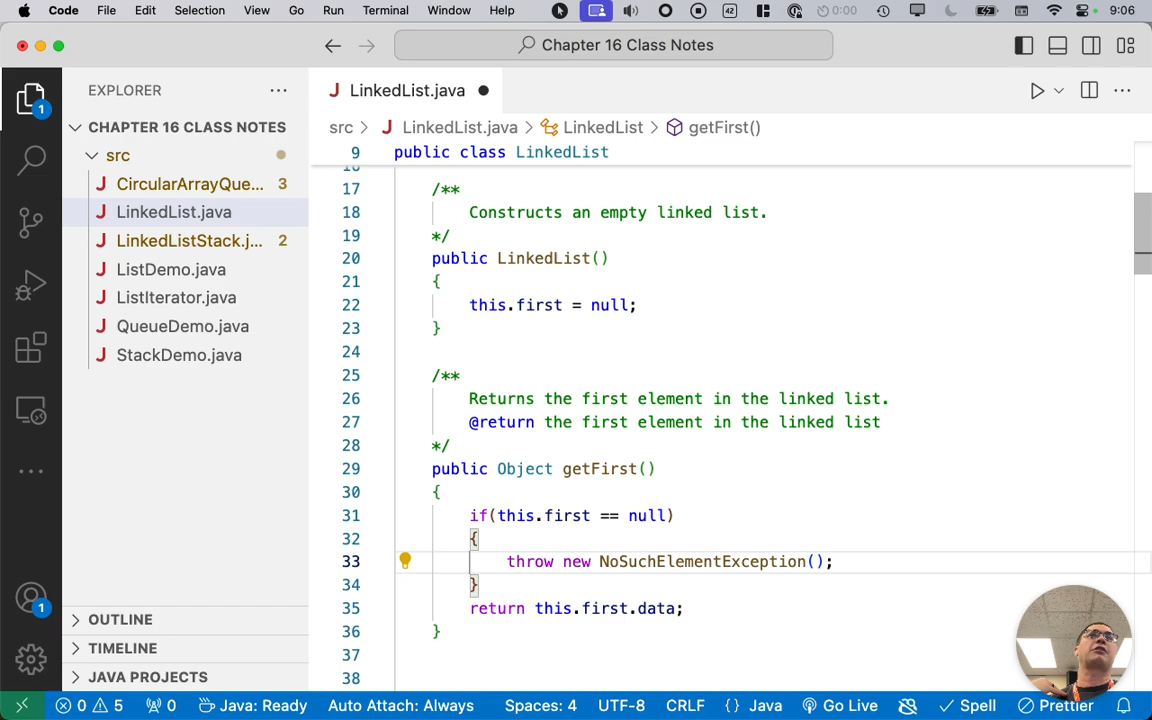 Code File Edit Selection View Go Run Terminal Window Help 42 0:00 9:06
Chapter 16 Class Notes
EXPLORER
LinkedList.java
CHAPTER 16 CLASS NOTES
src
CircularArrayQue... 3
LinkedList.java
LinkedListStack.j... 2
ListDemo.java
ListIterator.java
QueueDemo.java
StackDemo.java
OUTLINE
TIMELINE
JAVA PROJECTS
1
1
src > LinkedList.java > LinkedList > getFirst()
9 public class LinkedList
16
17 /**
18 Constructs an empty linked list.
19 */
20 public LinkedList()
21 {
22 this.first = null;
23 }
24
25 /**
26 Returns the first element in the linked list.
27 @return the first element in the linked list
28 */
29 public Object getFirst()
30 {
31 if(this.first == null)
32 {
33 throw new NoSuchElementException();
34 }
35 return this.first.data;
36 }
37
38
0 5 0 Java: Ready Auto Attach: Always Spaces: 4 UTF-8 CRLF {} Java Go Live Spell Prettier